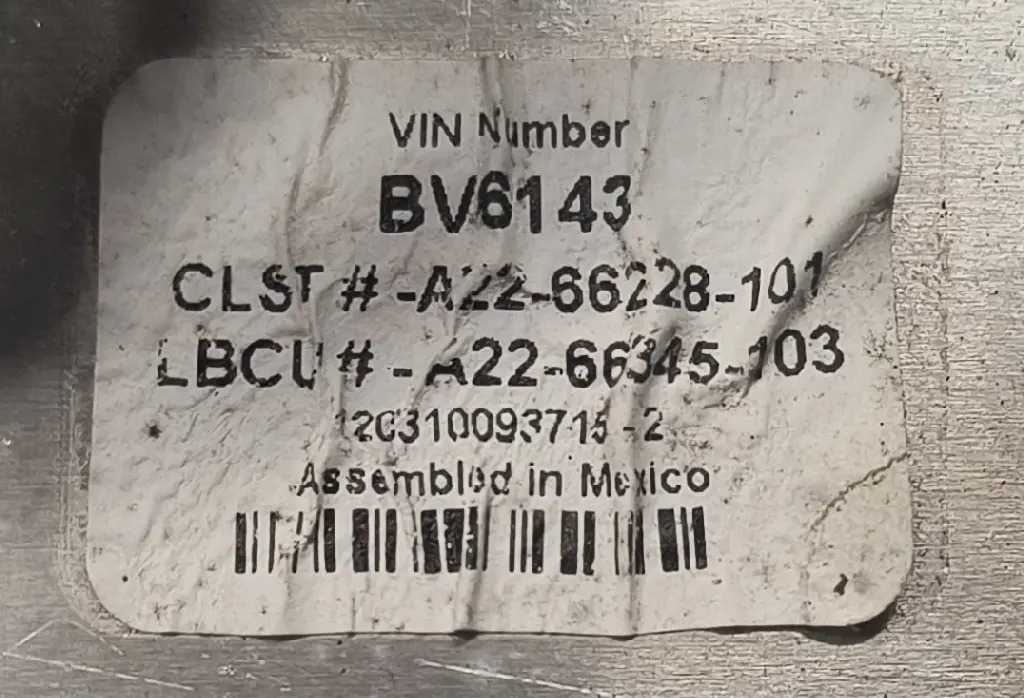 VIN Number
BV6143
CLST # -A22-66228-101
LBCU # - A22-66345-103
120310093715 - 2
Assembled in Mexico